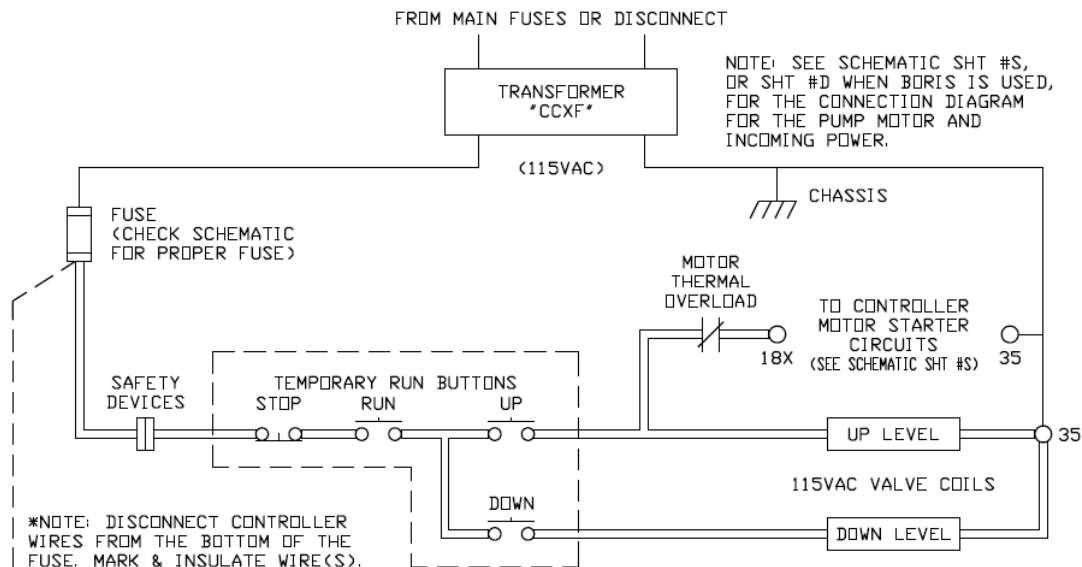 FROM MAIN FUSES OR DISCONNECT
TRANSFORMER
"CCXF"
NOTE: SEE SCHEMATIC SHT #S,
OR SHT #D WHEN BORIS IS USED,
FOR THE CONNECTION DIAGRAM
FOR THE PUMP MOTOR AND
INCOMING POWER.
(115VAC)
CHASSIS
FUSE
(CHECK SCHEMATIC
FOR PROPER FUSE)
MOTOR
THERMAL
OVERLOAD
18X
TO CONTROLLER
MOTOR STARTER
CIRCUITS
(SEE SCHEMATIC SHT #S)
35
SAFETY
DEVICES
TEMPORARY RUN BUTTONS
STOP
RUN
UP
UP LEVEL
35
115VAC VALVE COILS
DOWN
DOWN LEVEL
*NOTE: DISCONNECT CONTROLLER
WIRES FROM THE BOTTOM OF THE
FUSE. MARK & INSULATE WIRE(S).